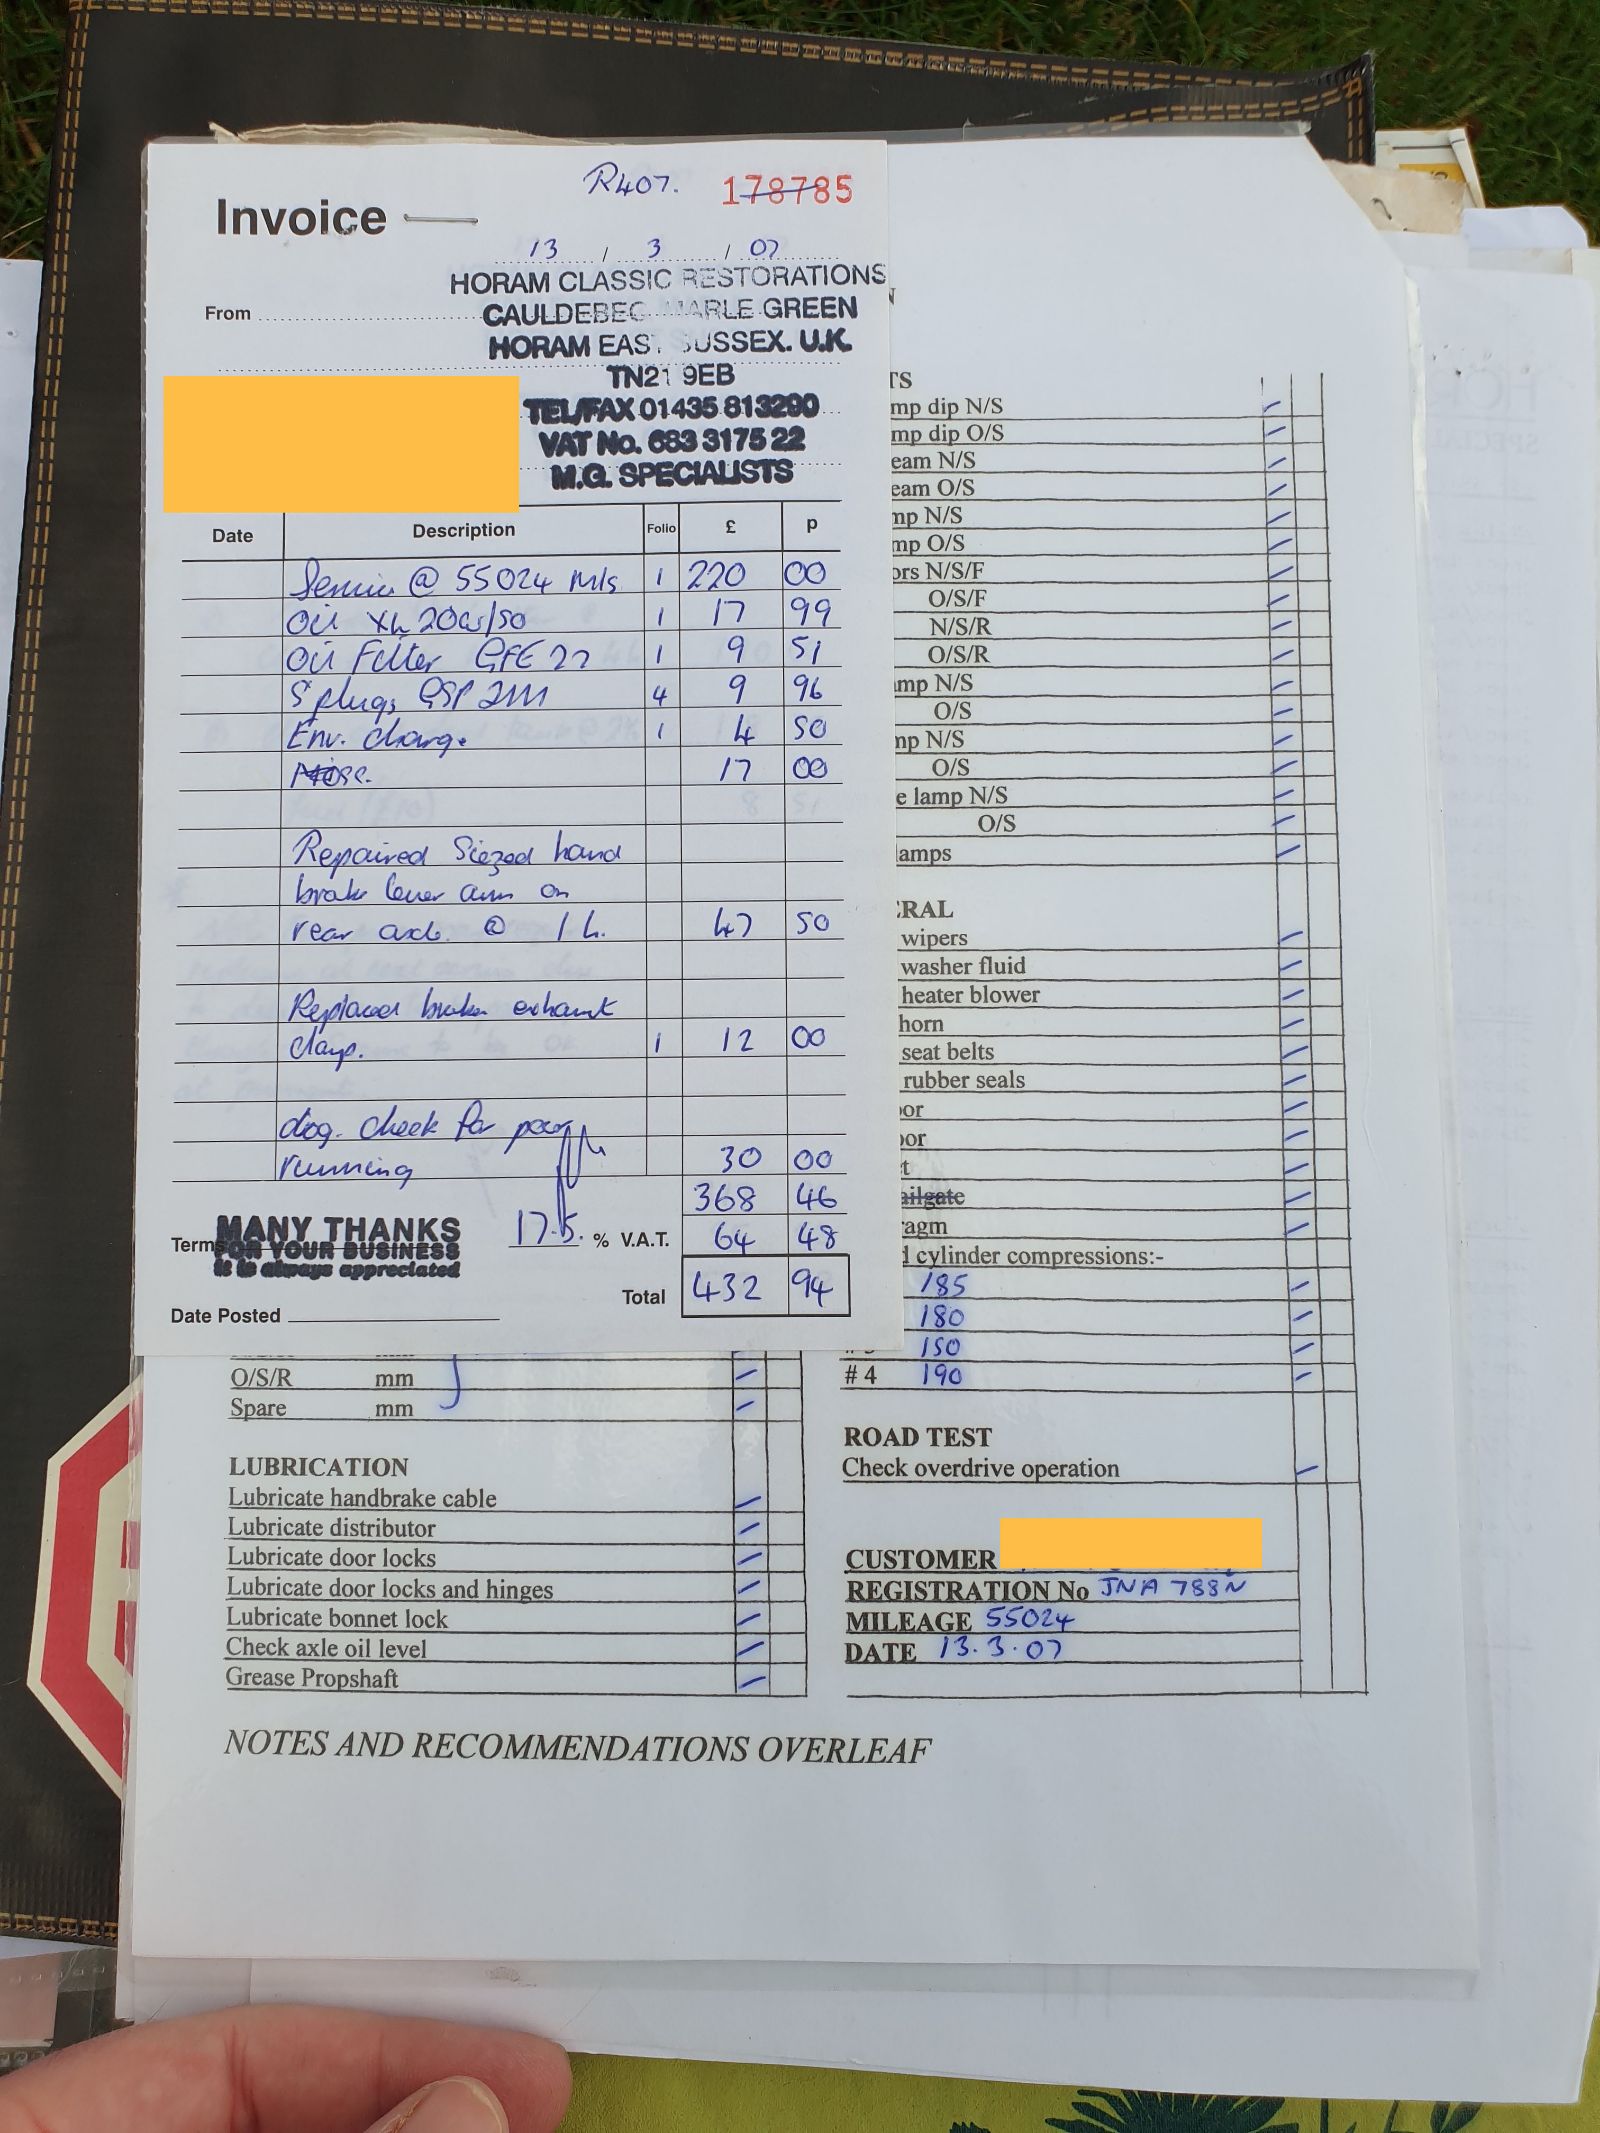 R407. 178785
Invoice
13 / 3 / 07
HORAM CLASSIC RESTORATIONS
From CAULDEBEC MARLE GREEN
HORAM EAST SUSSEX. U.K.
TN21 9EB
TEL/FAX 01435 813290
VAT No. 683 3175 22
M.G. SPECIALISTS
Date Description Folio £ p
Service @ 55024 Mls 1 220 00
Oil 20w/50 1 17 99
Oil Filter GFE 1 9 51
S plugs GSP 4 9 96
Env. charge 1 4 50
Misc. 17 00
Repaired Siezed hand
brake lever arm on
rear axle @ 1 h. 47 50
Replaced broken exhaust
clamp. 1 12 00
diag. check for poor
running 30 00
368 46
17.5. % V.A.T. 64 48
Terms
MANY THANKS
FOR YOUR BUSINESS
it is always appreciated
Total 432 94
Date Posted
O/S/R mm
Spare mm
LUBRICATION
Lubricate handbrake cable
Lubricate distributor
Lubricate door locks
Lubricate door locks and hinges
Lubricate bonnet lock
Check axle oil level
Grease Propshaft
TS
mp dip N/S
mp dip O/S
eam N/S
eam O/S
mp N/S
mp O/S
ors N/S/F
O/S/F
N/S/R
O/S/R
amp N/S
O/S
mp N/S
O/S
e lamp N/S
O/S
amps
ERAL
wipers
washer fluid
heater blower
horn
seat belts
rubber seals
oor
oor
t
ailgate
ragm
d cylinder compressions:-
185
180
150
# 4 190
ROAD TEST
Check overdrive operation
CUSTOMER
REGISTRATION No JNA 788N
MILEAGE 55024
DATE 13.3.07
NOTES AND RECOMMENDATIONS OVERLEAF